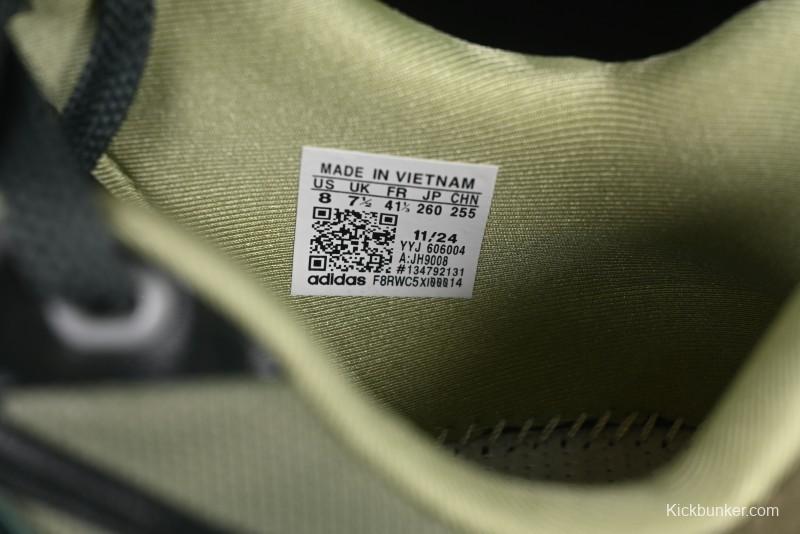 MADE IN VIETNAM
US UK FR JP CHN
8 7½ 41⅓ 260 255
11/24
YYJ 606004
A:JH9008
#134792131
adidas
Kickbunker.com